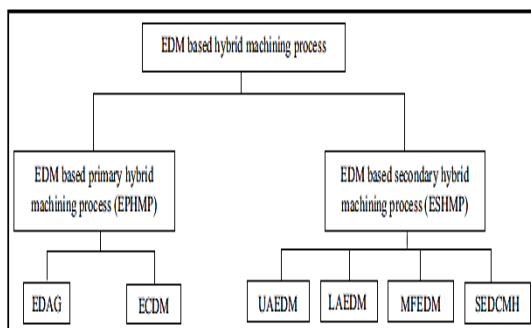 EDM based hybrid machining process
EDM based primary hybrid
machining process (EPHMP)
EDM based secondary hybrid
machining process (ESHMP)
EDAG
ECDM
UAEDM
LAEDM
MFEDM
SEDCMH